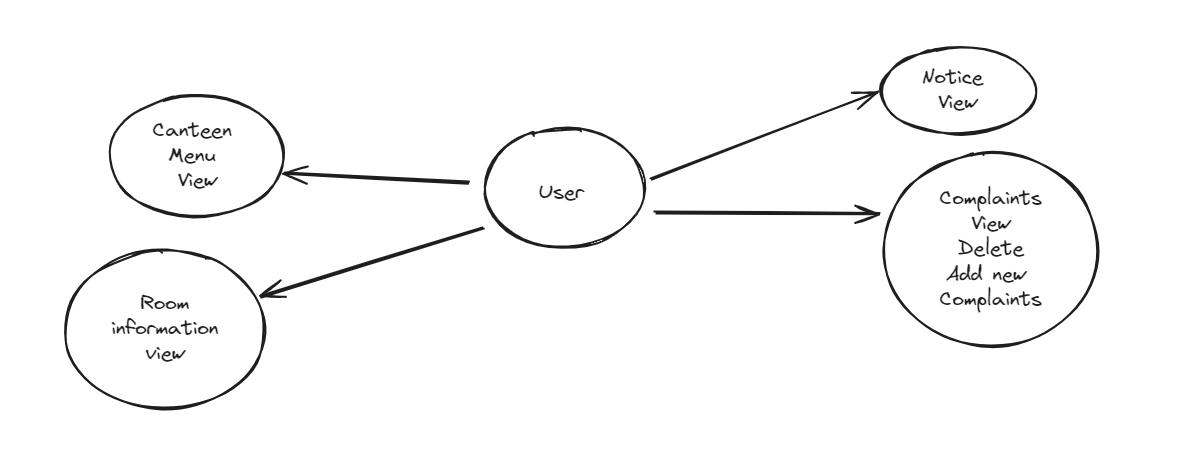 Canteen
Menu
View
Room
information
view
User
Notice
View
Complaints
View
Delete
Add new
Complaints